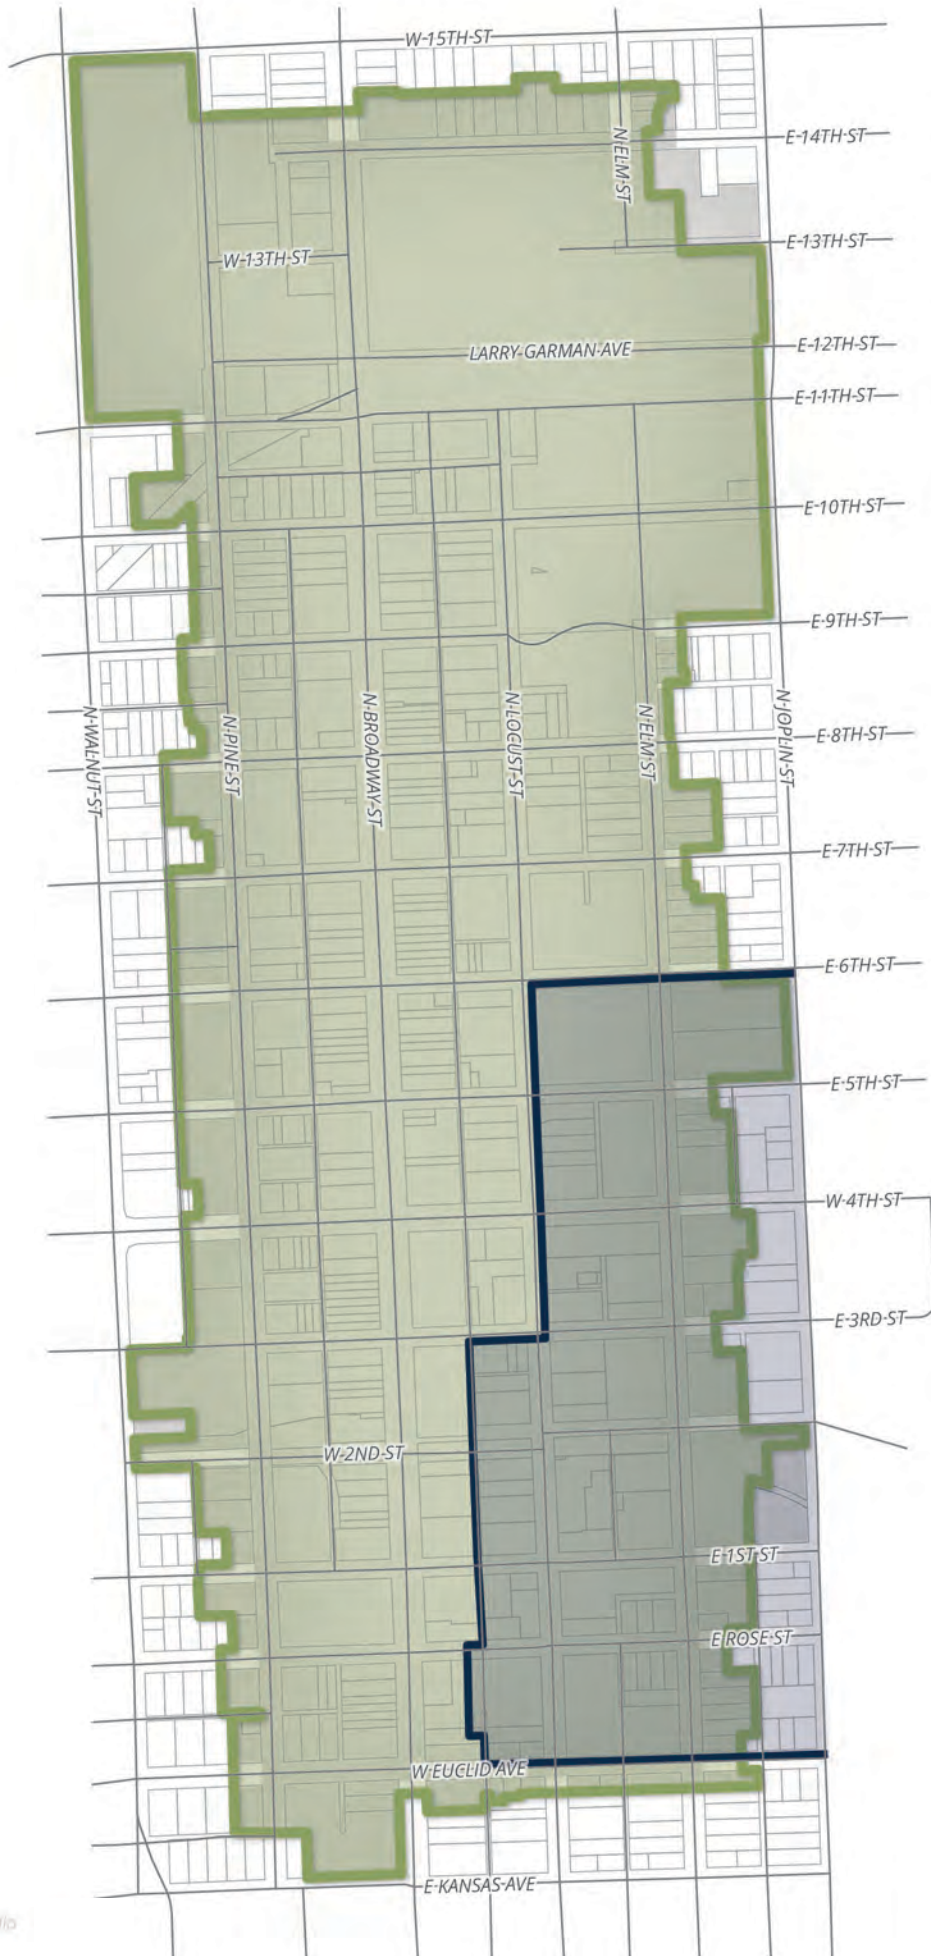 W 15TH ST
E 14TH ST
N ELM ST
E 13TH ST
W 13TH ST
E 12TH ST
LARRY GARMAN AVE
E 11TH ST
E 10TH ST
E 9TH ST
N WALNUT ST
N PINE ST
N BROADWAY ST
N LOCUST ST
N ELM ST
N JOPLIN ST
E 8TH ST
E 7TH ST
E 6TH ST
E 5TH ST
W 4TH ST
E 3RD ST
W 2ND ST
E 1ST ST
E ROSE ST
W EUCLID AVE
E KANSAS AVE